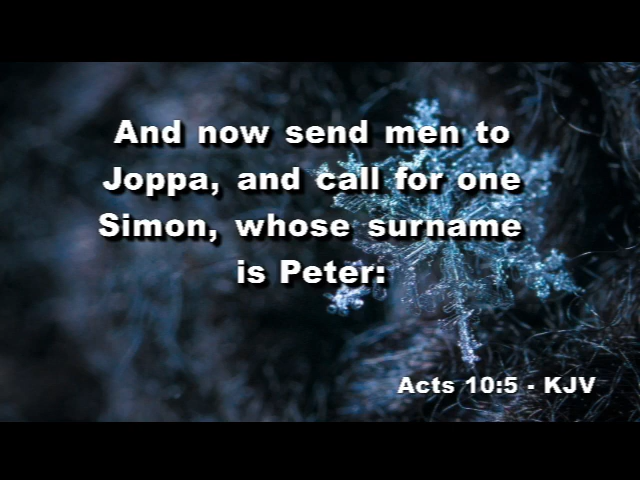 And now send men to
Joppa, and call for one
Simon, whose surname
is Peter:
Acts 10:5 - KJV